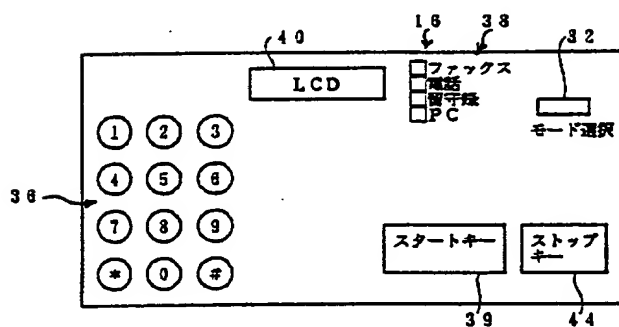 40
16
38
32
LCD
ファックス
電話
留守録
PC
モード選択
1 2 3
4 5 6
36
7 8 9
* 0 #
スタートキー
ストップ
キー
39
44